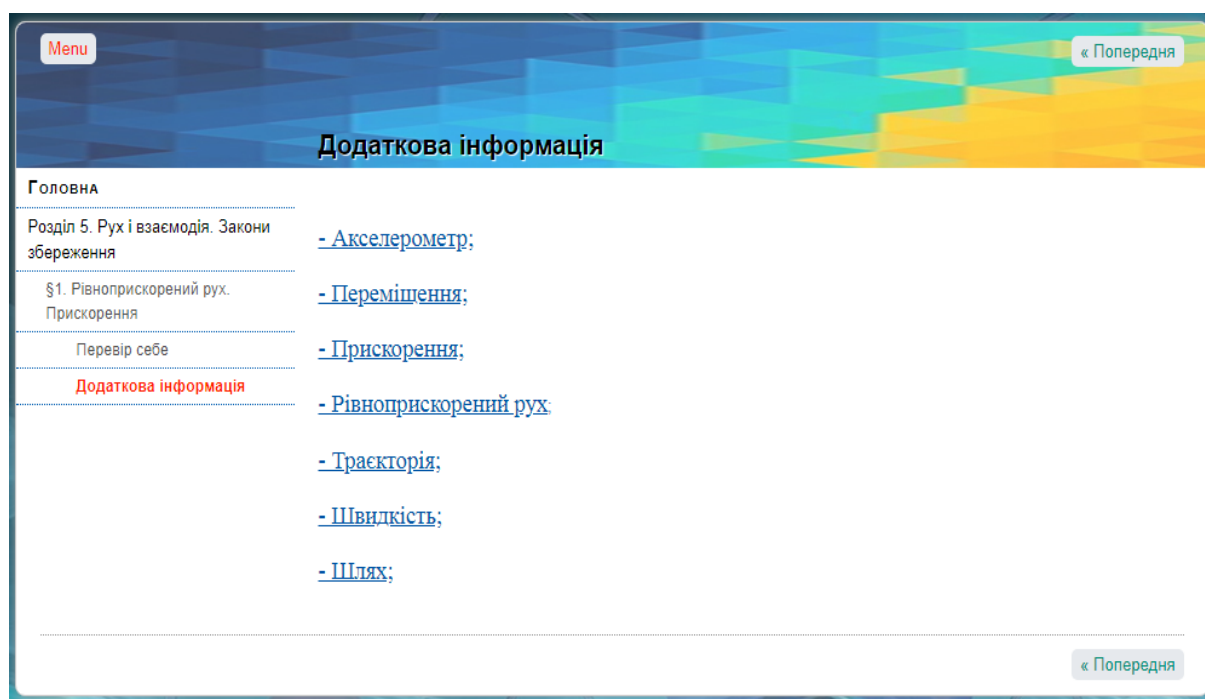 Menu
« Попередня
Додаткова інформація
Головна
Розділ 5. Рух і взаємодія. Закони
збереження
§1. Рівноприскорений рух.
Прискорення
Перевір себе
Додаткова інформація
- Акселерометр;
- Переміщення;
- Прискорення;
- Рівноприскорений рух;
- Траєкторія;
- Швидкість;
- Шлях;
« Попередня